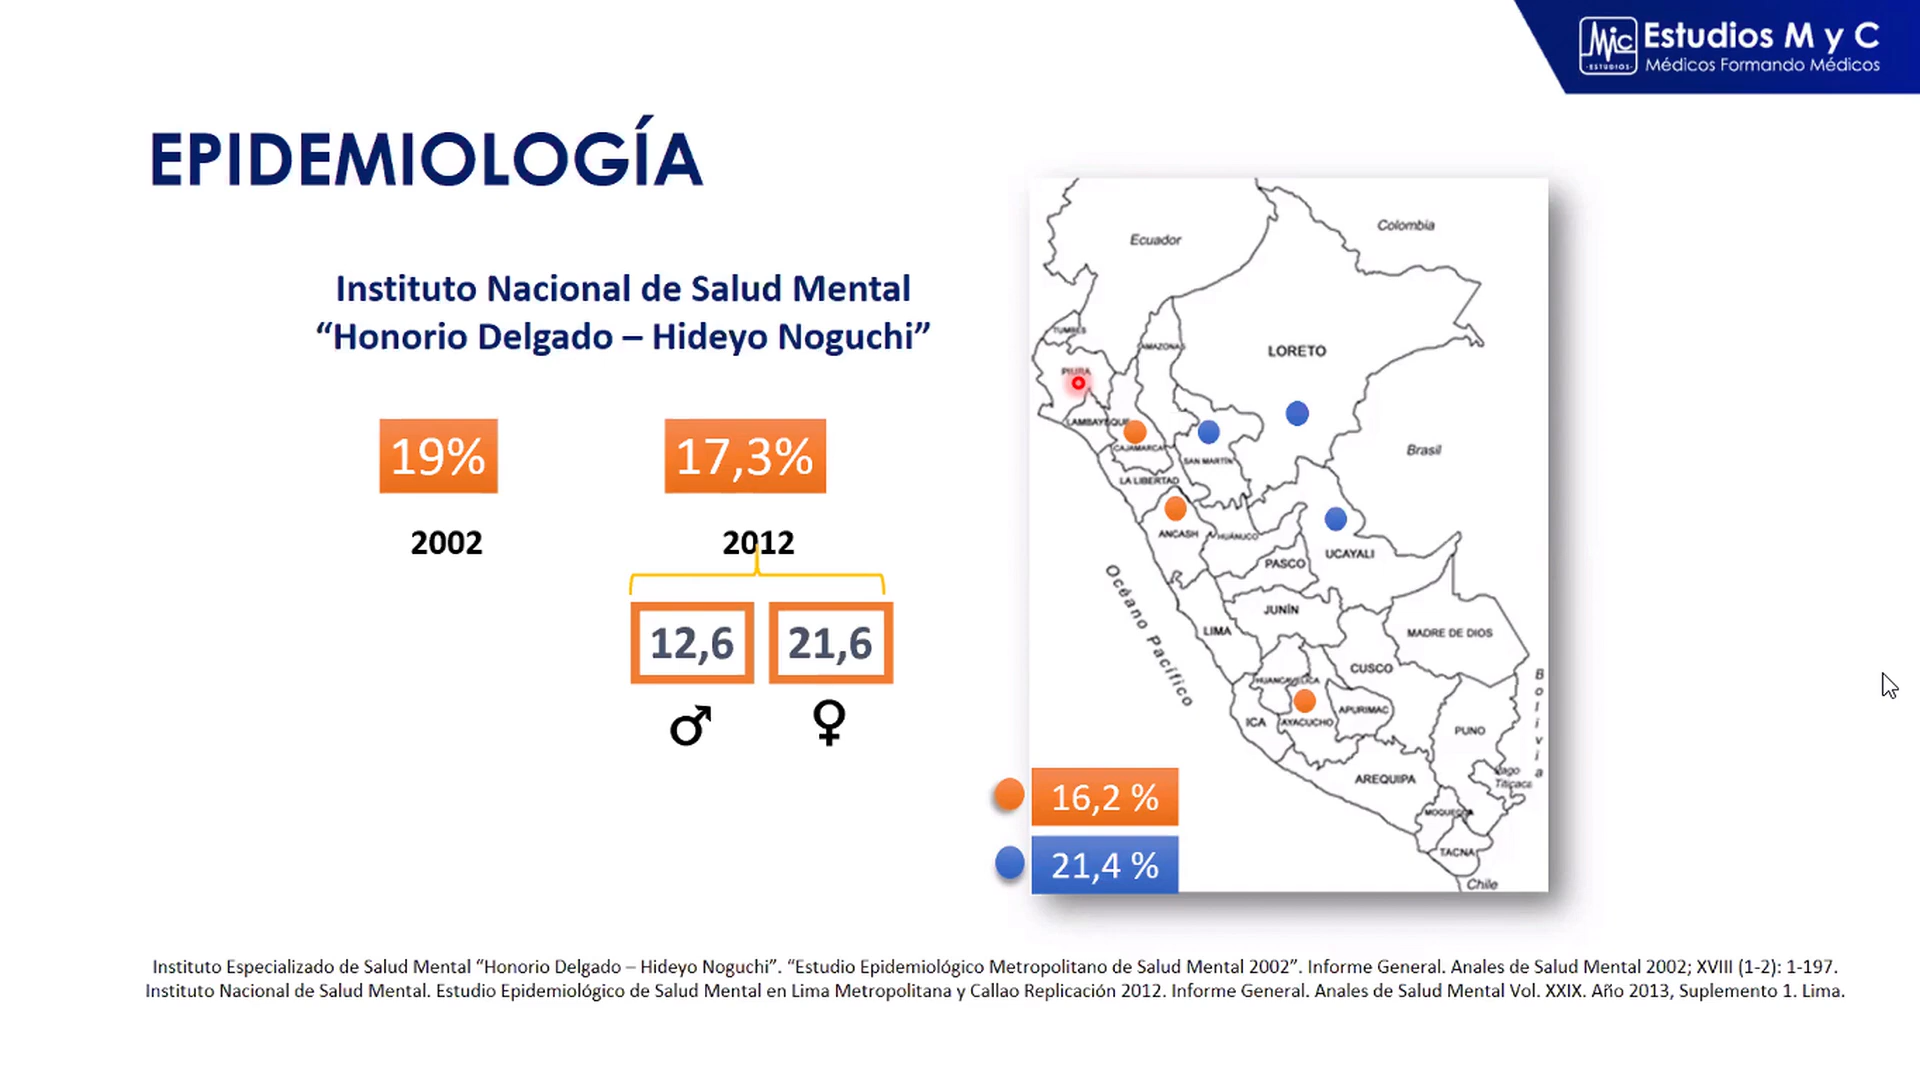 Estudios M y C
Médicos Formando Médicos
Mic
-ESTUDIOS-
EPIDEMIOLOGÍA
Instituto Nacional de Salud Mental
“Honorio Delgado – Hideyo Noguchi”
19%
17,3%
2002
2012
12,6
21,6
♂
♀
Ecuador
Colombia
TUMBES
AMAZONAS
LORETO
PIURA
LAMBAYEQUE
CAJAMARCA
SAN MARTÍN
Brasil
LA LIBERTAD
ANCASH
HUÁNUCO
UCAYALI
PASCO
Océano Pacífico
JUNÍN
LIMA
MADRE DE DIOS
CUSCO
HUANCAVELICA
Bolivia
ICA
AYACUCHO
APURIMAC
PUNO
AREQUIPA
Lago
Titicaca
MOQUEGUA
TACNA
Chile
16,2 %
21,4 %
Instituto Especializado de Salud Mental “Honorio Delgado – Hideyo Noguchi”. “Estudio Epidemiológico Metropolitano de Salud Mental 2002”. Informe General. Anales de Salud Mental 2002; XVIII (1-2): 1-197.
Instituto Nacional de Salud Mental. Estudio Epidemiológico de Salud Mental en Lima Metropolitana y Callao Replicación 2012. Informe General. Anales de Salud Mental Vol. XXIX. Año 2013, Suplemento 1. Lima.